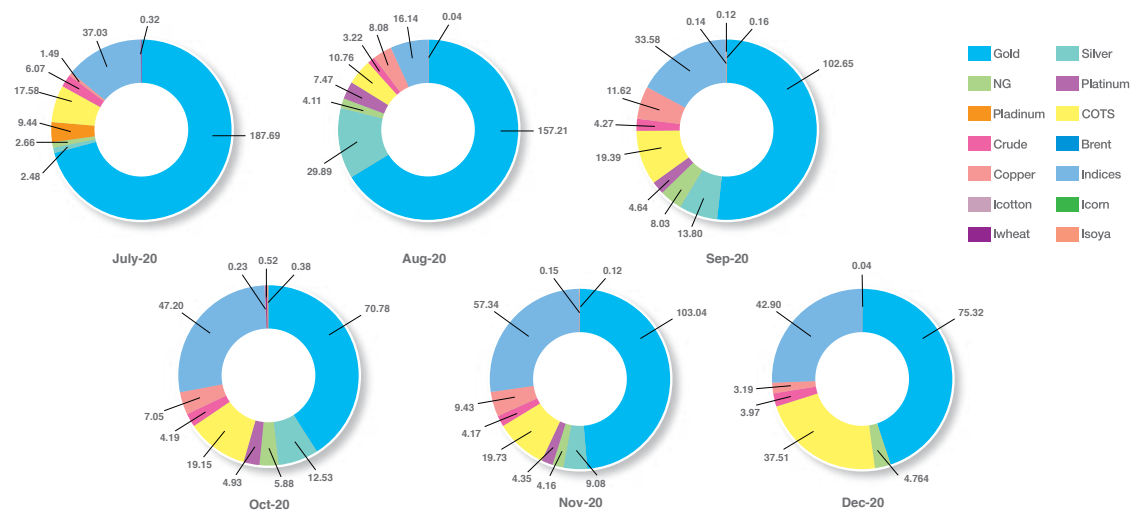 0.32
37.03
1.49
6.07
17.58
9.44
2.66
2.48
187.69
July-20
0.04
16.14
8.08
3.22
10.76
7.47
4.11
29.89
157.21
Aug-20
0.12
0.14
0.16
33.58
11.62
4.27
19.39
4.64
8.03
13.80
102.65
Sep-20
Gold
Silver
NG
Platinum
Pladinum
COTS
Crude
Brent
Copper
Indices
Icotton
Icorn
Iwheat
Isoya
0.52
0.23
0.38
47.20
70.78
7.05
4.19
19.15
4.93
5.88
12.53
Oct-20
0.15
0.12
57.34
103.04
9.43
4.17
19.73
4.35
4.16
9.08
Nov-20
0.04
42.90
75.32
3.19
3.97
37.51
4.764
Dec-20